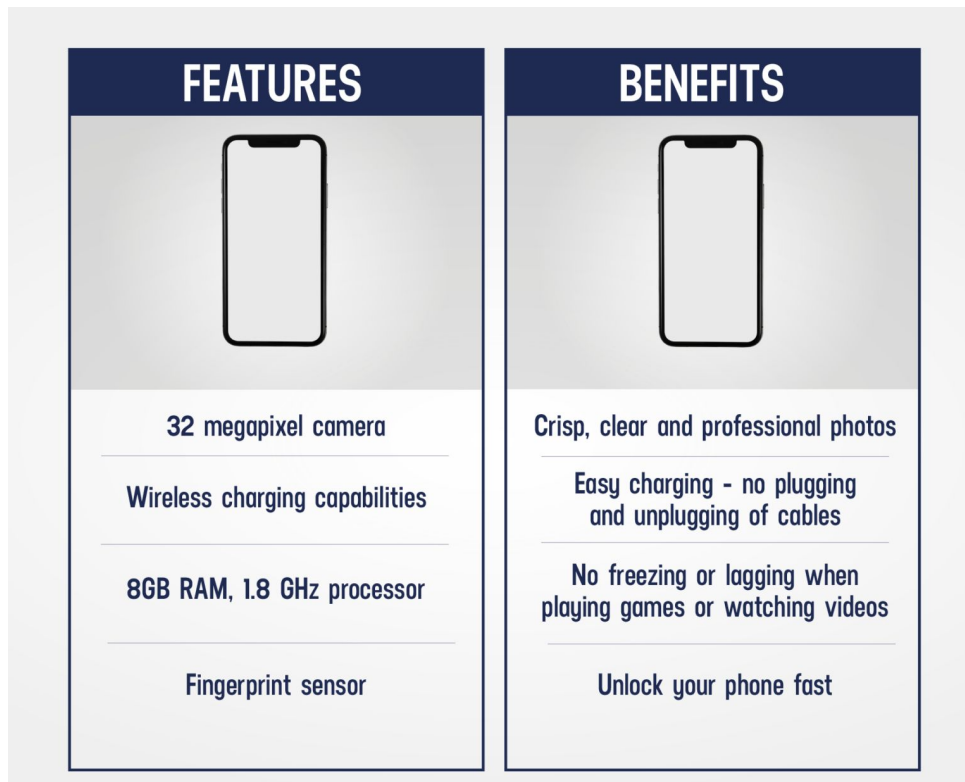 FEATURES
32 megapixel camera
Wireless charging capabilities
8GB RAM, 1.8 GHz processor
Fingerprint sensor
BENEFITS
Crisp, clear and professional photos
Easy charging - no plugging
and unplugging of cables
No freezing or lagging when
playing games or watching videos
Unlock your phone fast